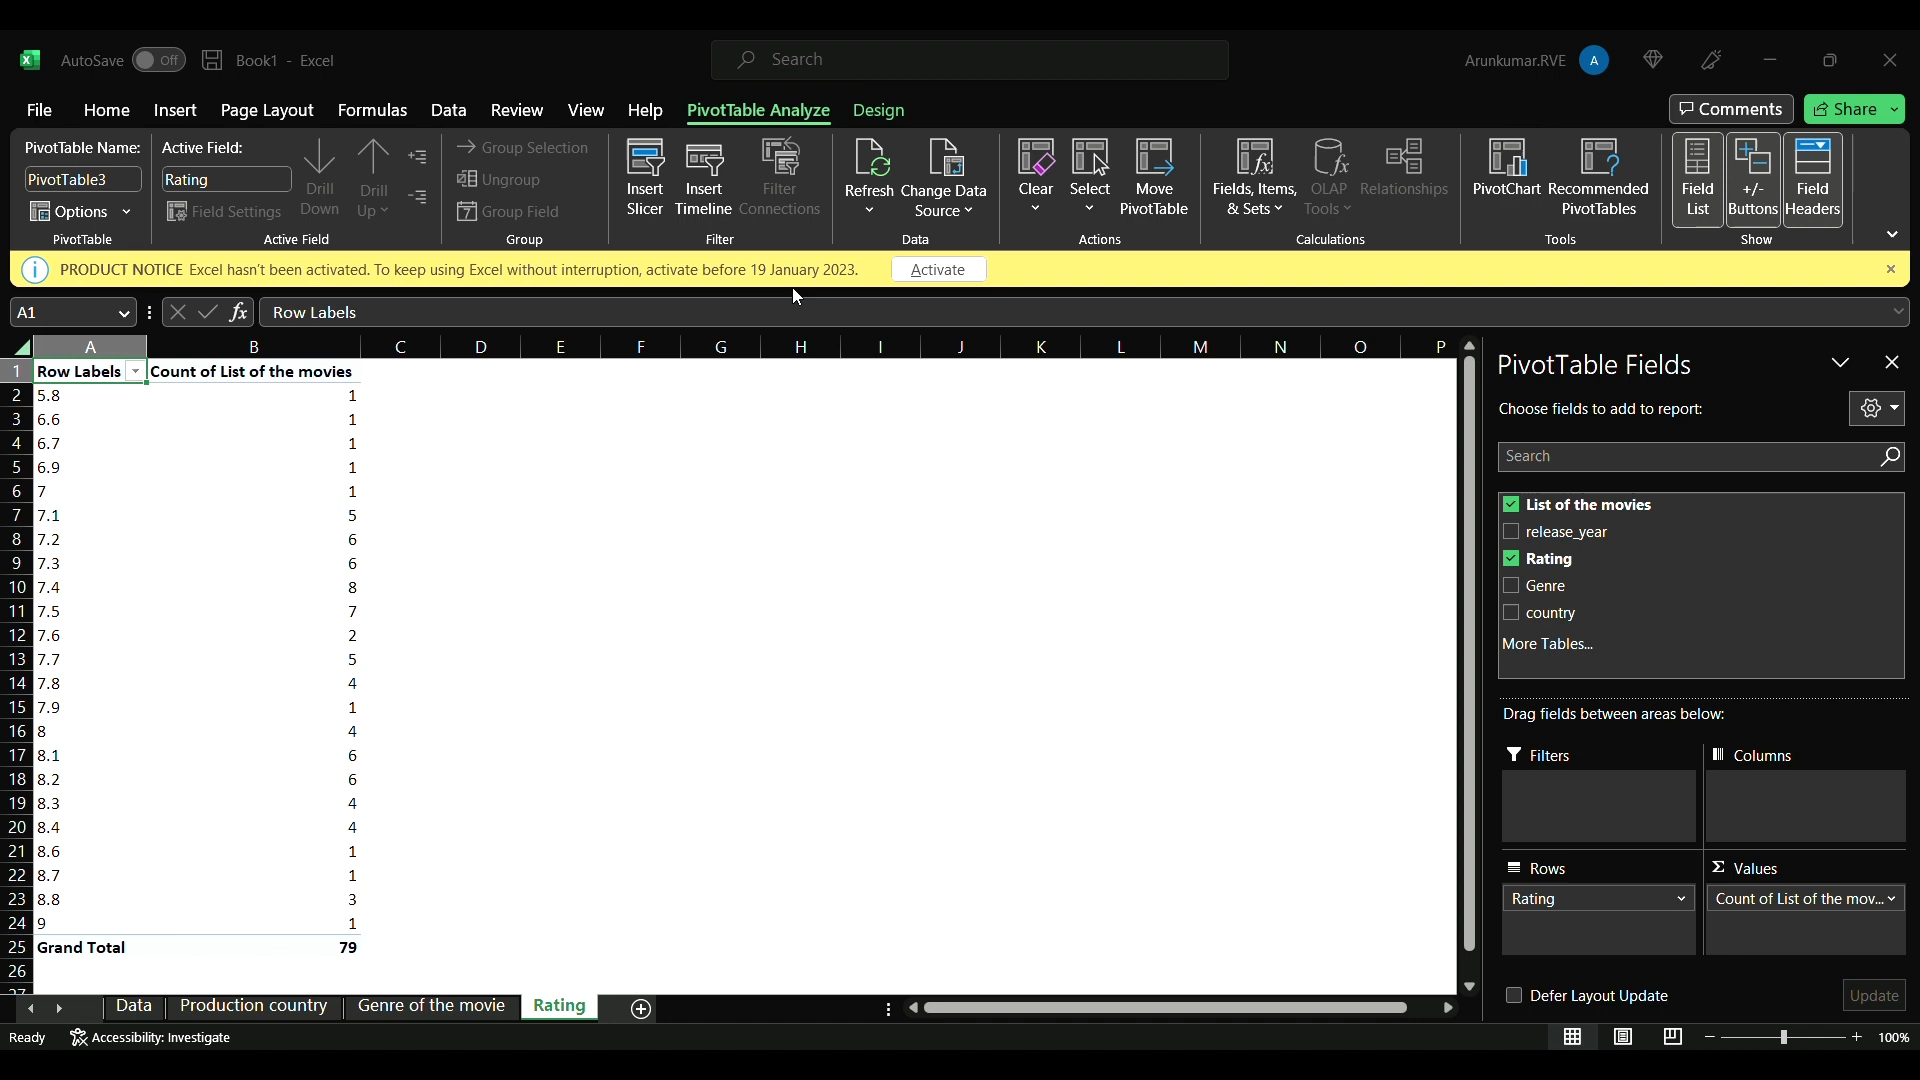 AutoSave Off Book1 - Excel Search Arunkumar.RVE A
File Home Insert Page Layout Formulas Data Review View Help PivotTable Analyze Design Comments Share
PivotTable Name:
PivotTable3
Options
PivotTable
Active Field:
Rating
Field Settings
Drill Down
Drill Up
Active Field
Group Selection
Ungroup
Group Field
Group
Insert Slicer
Insert Timeline
Filter Connections
Filter
Refresh
Change Data Source
Data
Clear
Select
Move PivotTable
Actions
Fields, Items, & Sets
OLAP Tools
Relationships
Calculations
PivotChart
Recommended PivotTables
Tools
Field List
+/- Buttons
Field Headers
Show
PRODUCT NOTICE Excel hasn't been activated. To keep using Excel without interruption, activate before 19 January 2023. Activate
A1 fx Row Labels
A B C D E F G H I J K L M N O P
1 Row Labels Count of List of the movies
2 5.8 1
3 6.6 1
4 6.7 1
5 6.9 1
6 7 1
7 7.1 5
8 7.2 6
9 7.3 6
10 7.4 8
11 7.5 7
12 7.6 2
13 7.7 5
14 7.8 4
15 7.9 1
16 8 4
17 8.1 6
18 8.2 6
19 8.3 4
20 8.4 4
21 8.6 1
22 8.7 1
23 8.8 3
24 9 1
25 Grand Total 79
26
27
PivotTable Fields
Choose fields to add to report:
Search
List of the movies
release_year
Rating
Genre
country
More Tables...
Drag fields between areas below:
Filters Columns
Rows Values
Rating Count of List of the mov...
Defer Layout Update Update
Data Production country Genre of the movie Rating
Ready Accessibility: Investigate 100%